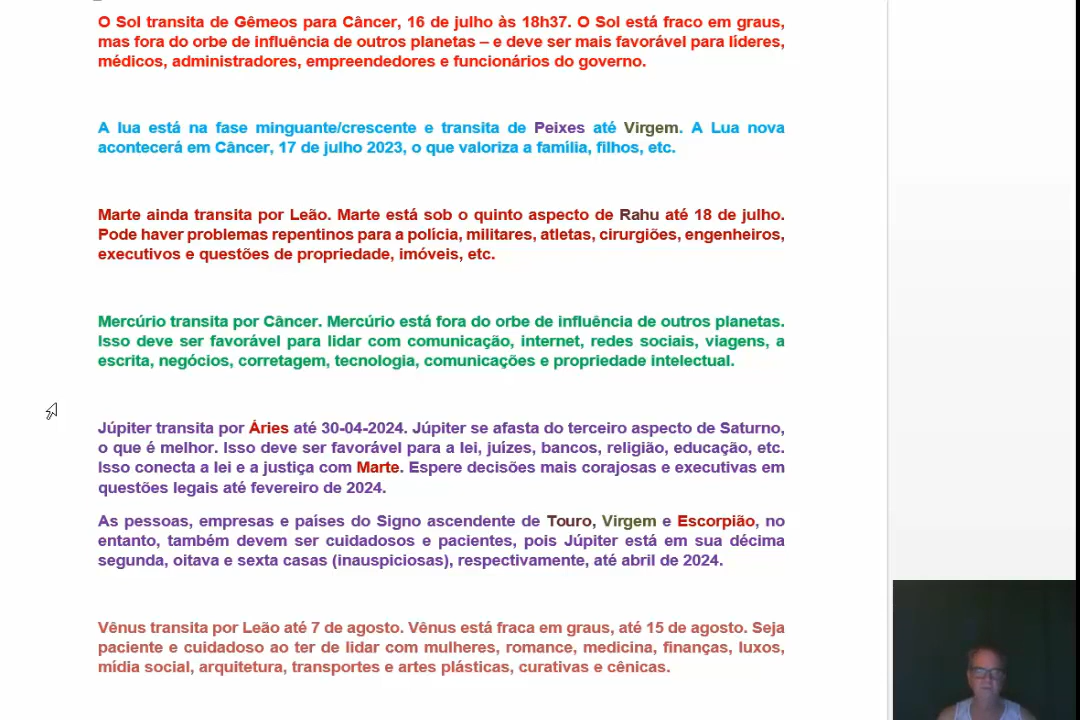 O Sol transita de Gêmeos para Câncer, 16 de julho às 18h37. O Sol está fraco em graus,
mas fora do orbe de influência de outros planetas – e deve ser mais favorável para líderes,
médicos, administradores, empreendedores e funcionários do governo.
A lua está na fase minguante/crescente e transita de Peixes até Virgem. A Lua nova
acontecerá em Câncer, 17 de julho 2023, o que valoriza a família, filhos, etc.
Marte ainda transita por Leão. Marte está sob o quinto aspecto de Rahu até 18 de julho.
Pode haver problemas repentinos para a polícia, militares, atletas, cirurgiões, engenheiros,
executivos e questões de propriedade, imóveis, etc.
Mercúrio transita por Câncer. Mercúrio está fora do orbe de influência de outros planetas.
Isso deve ser favorável para lidar com comunicação, internet, redes sociais, viagens, a
escrita, negócios, corretagem, tecnologia, comunicações e propriedade intelectual.
Júpiter transita por Áries até 30-04-2024. Júpiter se afasta do terceiro aspecto de Saturno,
o que é melhor. Isso deve ser favorável para a lei, juízes, bancos, religião, educação, etc.
Isso conecta a lei e a justiça com Marte. Espere decisões mais corajosas e executivas em
questões legais até fevereiro de 2024.
As pessoas, empresas e países do Signo ascendente de Touro, Virgem e Escorpião, no
entanto, também devem ser cuidadosos e pacientes, pois Júpiter está em sua décima
segunda, oitava e sexta casas (inauspiciosas), respectivamente, até abril de 2024.
Vênus transita por Leão até 7 de agosto. Vênus está fraca em graus, até 15 de agosto. Seja
paciente e cuidadoso ao ter de lidar com mulheres, romance, medicina, finanças, luxos,
mídia social, arquitetura, transportes e artes plásticas, curativas e cênicas.